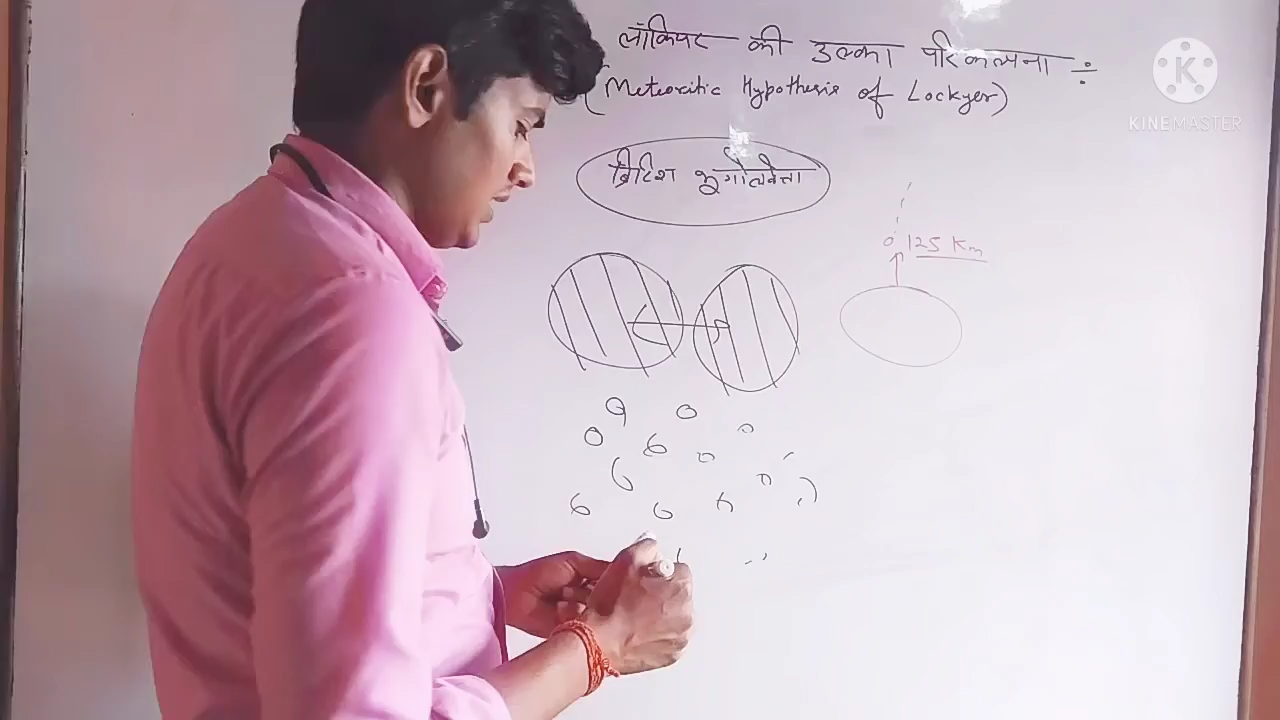 लॉकियर की उल्का परिकल्पना ÷
(Meteoritic Hypothesis of Lockyer)
ब्रिटिश भूगोलवेत्ता
125 Km
K
KINEMASTER